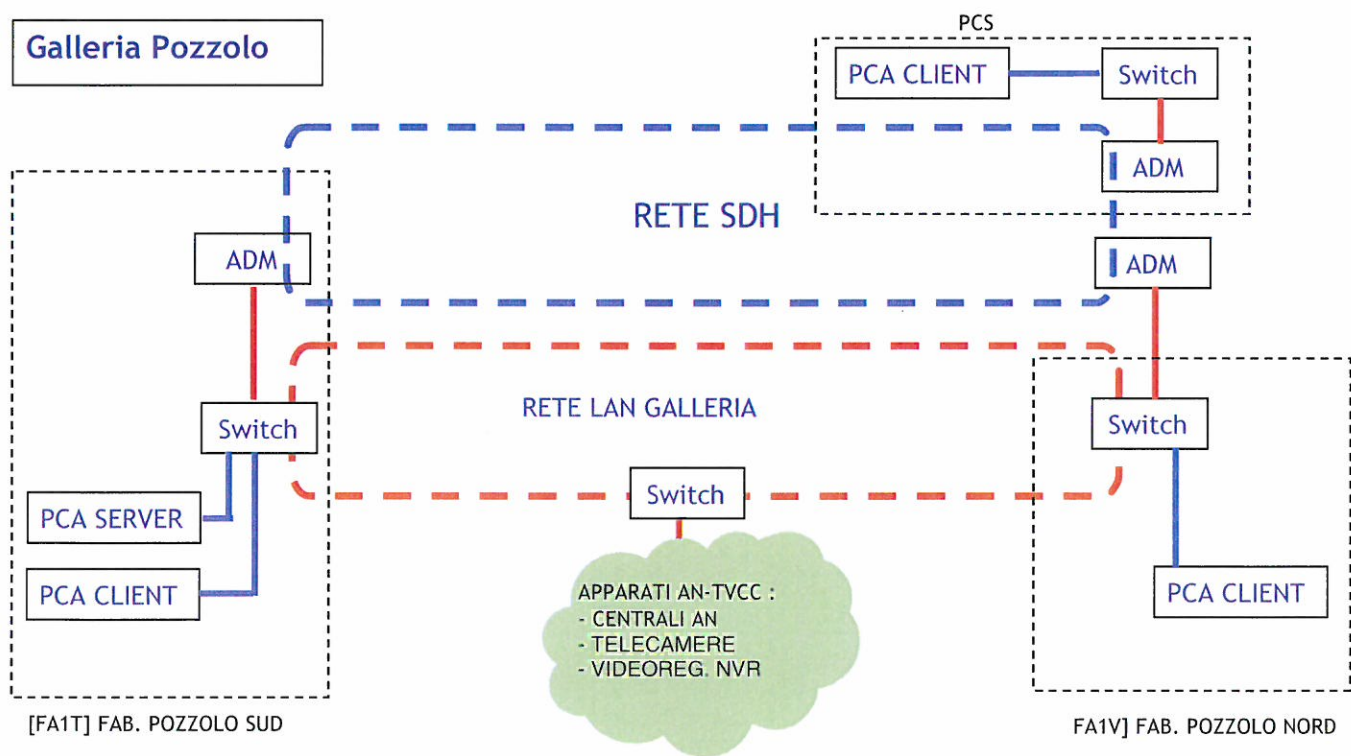 Galleria Pozzolo
PCS
PCA CLIENT
Switch
ADM
RETE SDH
ADM
ADM
RETE LAN GALLERIA
Switch
Switch
Switch
PCA SERVER
PCA CLIENT
APPARATI AN-TVCC :
- CENTRALI AN
- TELECAMERE
- VIDEOREG. NVR
PCA CLIENT
[FA1T] FAB. POZZOLO SUD
FA1V] FAB. POZZOLO NORD